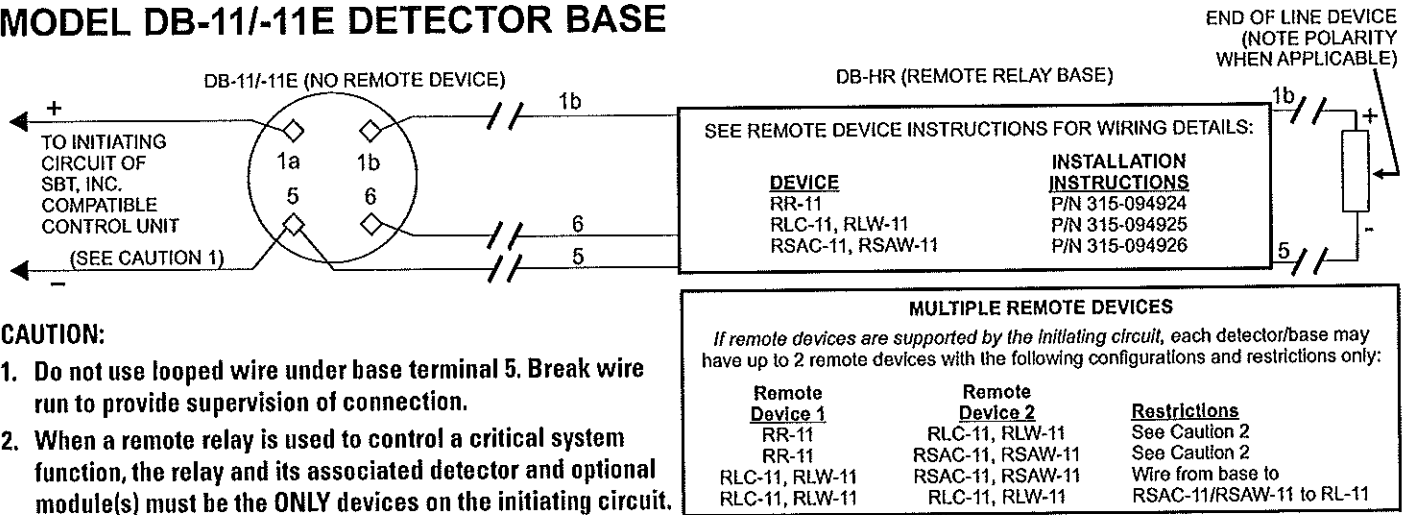 MODEL DB-11/-11E DETECTOR BASE
END OF LINE DEVICE
(NOTE POLARITY
WHEN APPLICABLE)
DB-11/-11E (NO REMOTE DEVICE)
DB-HR (REMOTE RELAY BASE)
+
1b
1b
+
TO INITIATING
CIRCUIT OF
SBT, INC.
COMPATIBLE
CONTROL UNIT
(SEE CAUTION 1)
−
1a
1b
5
6
6
5
5
-
SEE REMOTE DEVICE INSTRUCTIONS FOR WIRING DETAILS:
INSTALLATION
DEVICE INSTRUCTIONS
RR-11 P/N 315-094924
RLC-11, RLW-11 P/N 315-094925
RSAC-11, RSAW-11 P/N 315-094926
CAUTION:
1. Do not use looped wire under base terminal 5. Break wire
run to provide supervision of connection.
2. When a remote relay is used to control a critical system
function, the relay and its associated detector and optional
module(s) must be the ONLY devices on the initiating circuit.
MULTIPLE REMOTE DEVICES
If remote devices are supported by the initiating circuit, each detector/base may
have up to 2 remote devices with the following configurations and restrictions only:
Remote Remote
Device 1 Device 2 Restrictions
RR-11 RLC-11, RLW-11 See Caution 2
RR-11 RSAC-11, RSAW-11 See Caution 2
RLC-11, RLW-11 RSAC-11, RSAW-11 Wire from base to
RLC-11, RLW-11 RLC-11, RLW-11 RSAC-11/RSAW-11 to RL-11